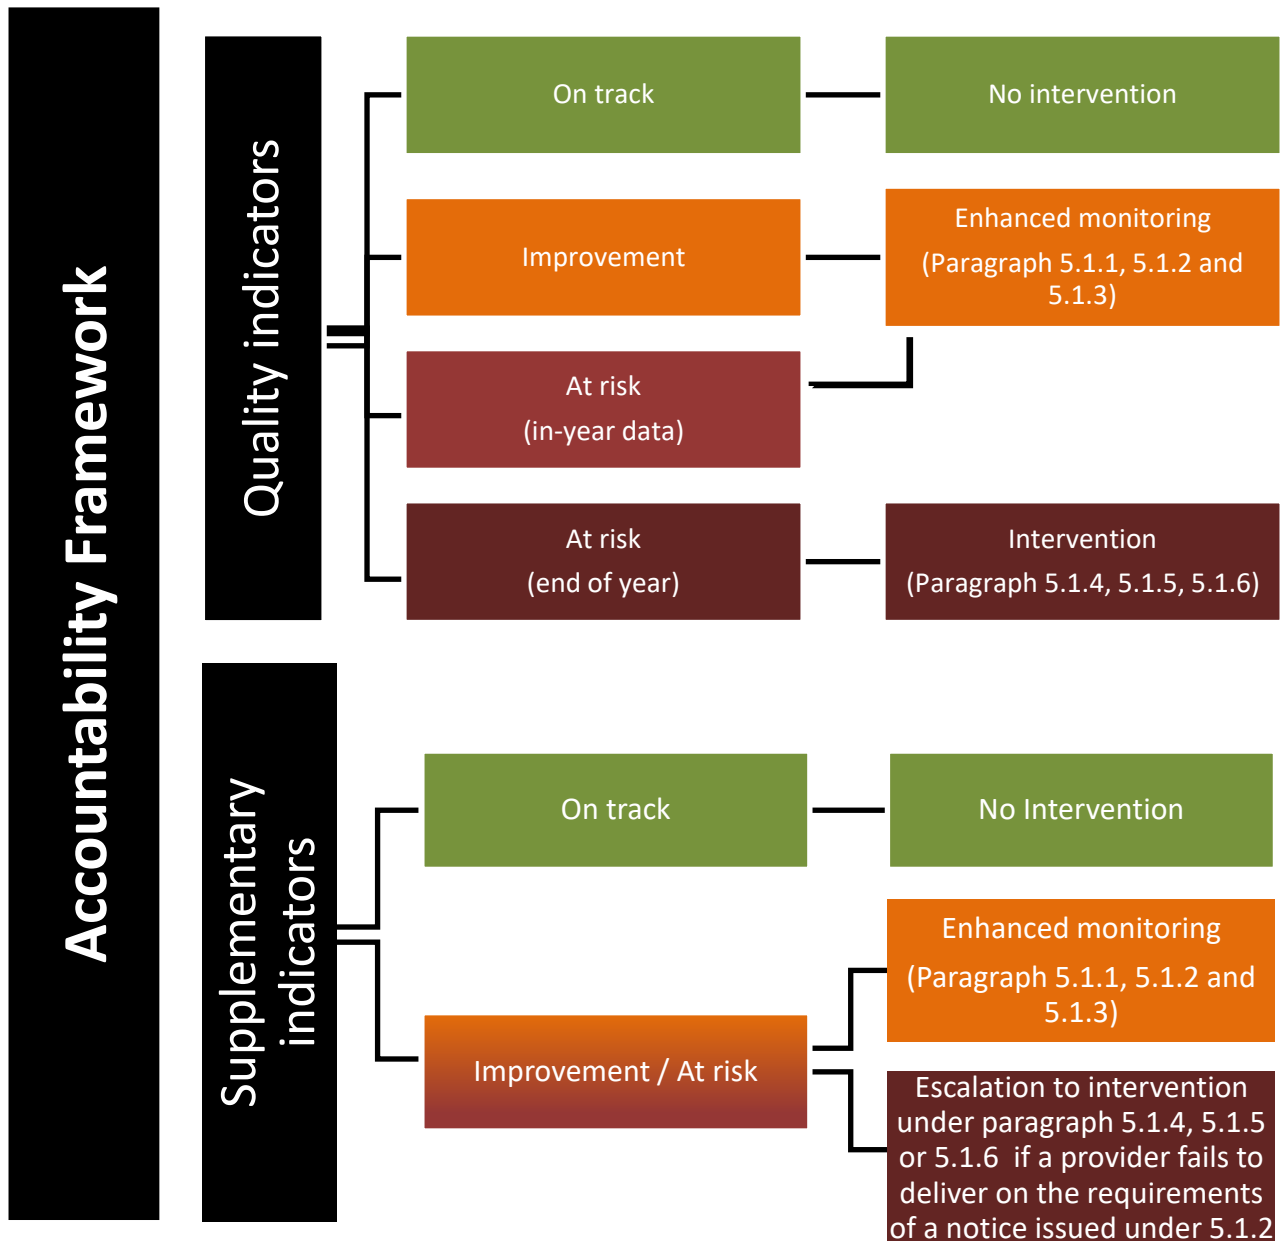 Accountability Framework
Quality indicators
On track
No intervention
Improvement
Enhanced monitoring
(Paragraph 5.1.1, 5.1.2 and
5.1.3)
At risk
(in-year data)
At risk
(end of year)
Intervention
(Paragraph 5.1.4, 5.1.5, 5.1.6)
Supplementary
indicators
On track
No Intervention
Improvement / At risk
Enhanced monitoring
(Paragraph 5.1.1, 5.1.2 and
5.1.3)
Escalation to intervention
under paragraph 5.1.4, 5.1.5
or 5.1.6 if a provider fails to
deliver on the requirements
of a notice issued under 5.1.2